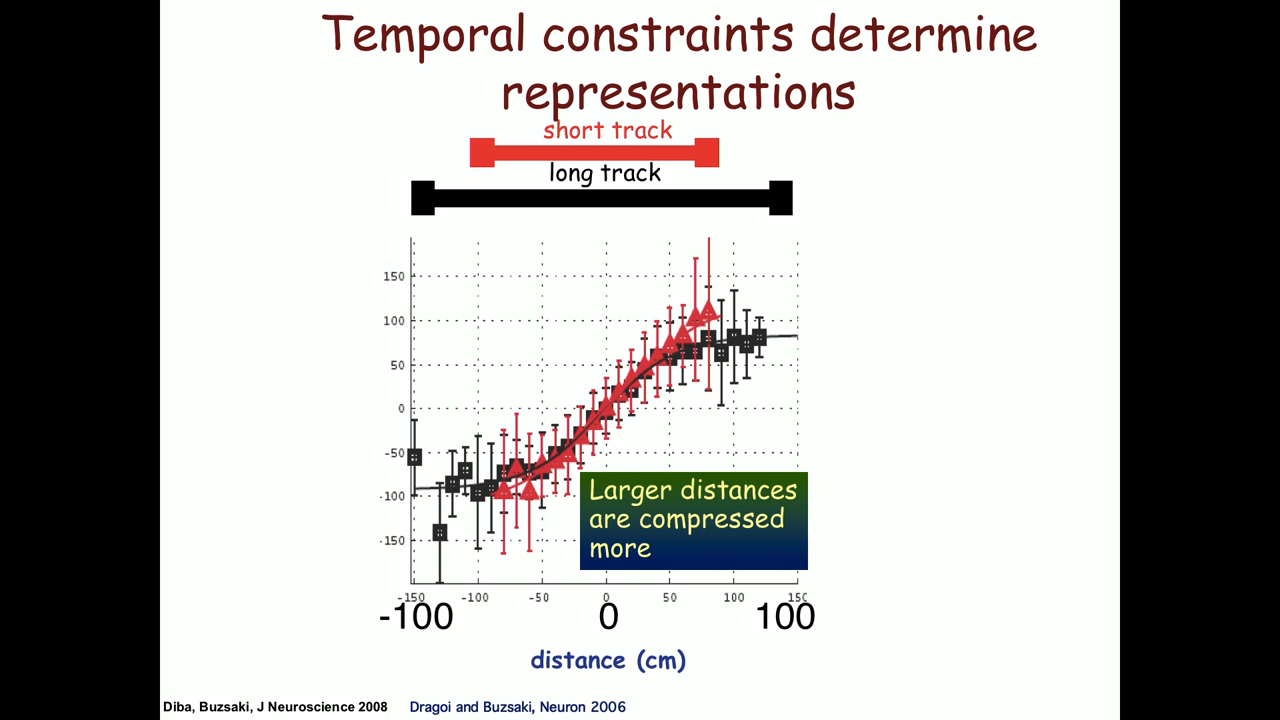 Temporal constraints determine
representations
short track
long track
150
100
50
0
-50
-100
-150
Larger distances
are compressed
more
-150 -100 -50 0 50 100 150
-100 0 100
distance (cm)
Diba, Buzsaki, J Neuroscience 2008 Dragoi and Buzsaki, Neuron 2006